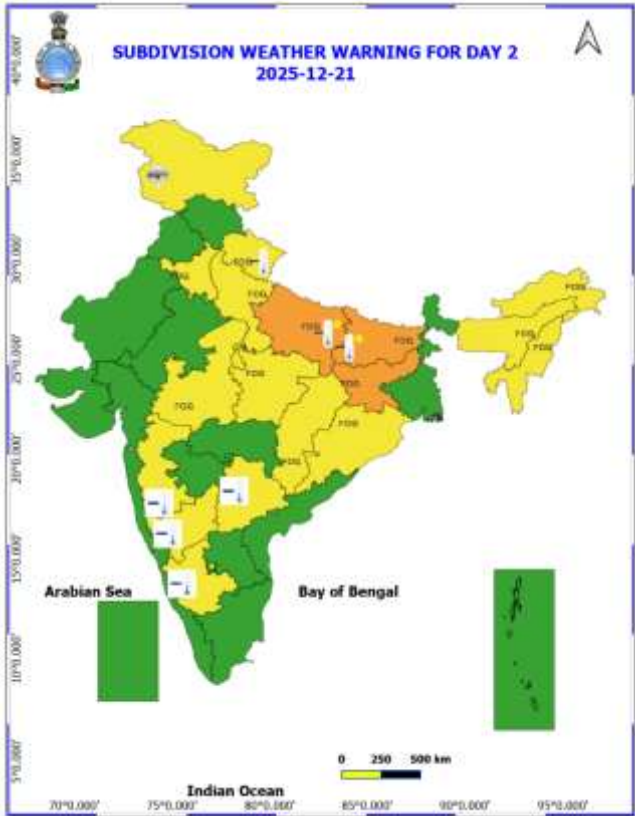 SUBDIVISION WEATHER WARNING FOR DAY 2
2025-12-21
40°0.000'
35°0.000'
30°0.000'
25°0.000'
20°0.000'
15°0.000'
10°0.000'
5°0.000'
FOG
FOG
FOG
FOG
FOG
FOG
FOG
FOG
FOG
FOG
FOG
FOG
FOG
Arabian Sea
Bay of Bengal
0 250 500 km
Indian Ocean
70°0.000' 75°0.000' 80°0.000' 85°0.000' 90°0.000' 95°0.000'